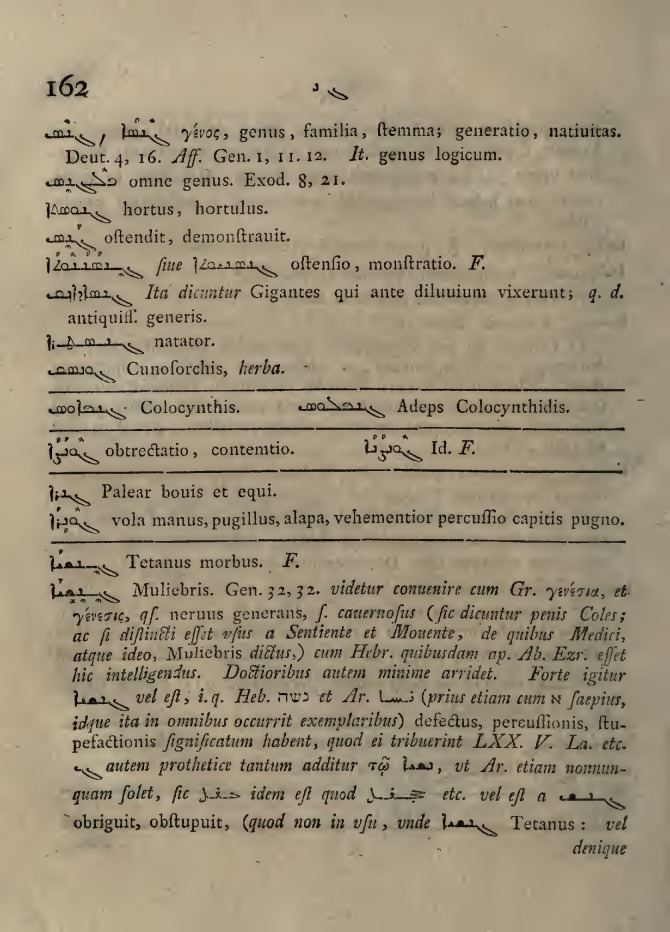 162 ܓ ܢ
ܓܢܣ, ܓܢܣܐ γένος, genus, familia, ſtemma; generatio, natiuitas.
Deut. 4, 16. Aff. Gen. 1, 11. 12. It. genus logicum.
omne genus. Exod. 8, 21.
hortus, hortulus.
ܓܢܣ oſtendit, demonſtrauit.
ſiue oſtenſio, monſtratio. F.
Ita dicuntur Gigantes qui ante diluuium vixerunt; q. d.
antiquiſſ. generis.
natator.
Cunoſorchis, herba.
Colocynthis. Adeps Colocynthidis.
obtrectatio, contemtio. Id. F.
Palear bouis et equi.
vola manus, pugillus, alapa, vehementior percuſſio capitis pugno.
Tetanus morbus. F.
Muliebris. Gen. 32, 32. videtur conuenire cum Gr. γενέσια, et
γένεσις, qſ. neruus generans, ſ. cauernoſus (ſic dicuntur penis Coles;
ac ſi diſtincti eſſet vſus a Sentiente et Mouente, de quibus Medici,
atque ideo, Muliebris dictus,) cum Hebr. quibusdam ap. Ab. Ezr. eſſet
hic intelligendus. Doctioribus autem minime arridet. Forte igitur
vel eſt, i. q. Heb. נשה et Ar. نسا (prius etiam cum א ſaepius,
idque ita in omnibus occurrit exemplaribus) defectus, percuſſionis, ſtu-
pefactionis ſignificatum habent, quod ei tribuerint LXX. V. La. etc.
ܓ autem prothetice tantum additur τῷ, vt Ar. etiam nonnun-
quam ſolet, ſic idem eſt quod etc. vel eſt a
obriguit, obſtupuit, (quod non in vſu, vnde Tetanus: vel
denique